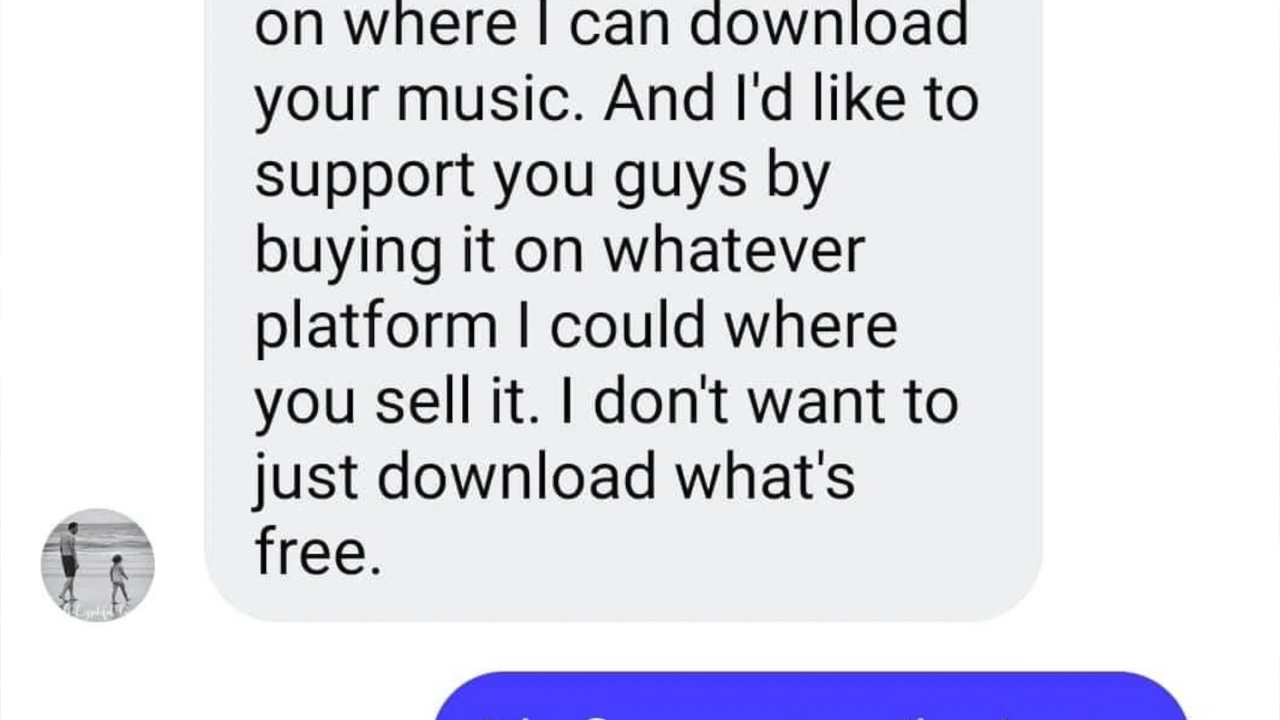 on where I can download
your music. And I'd like to
support you guys by
buying it on whatever
platform I could where
you sell it. I don't want to
just download what's
free.